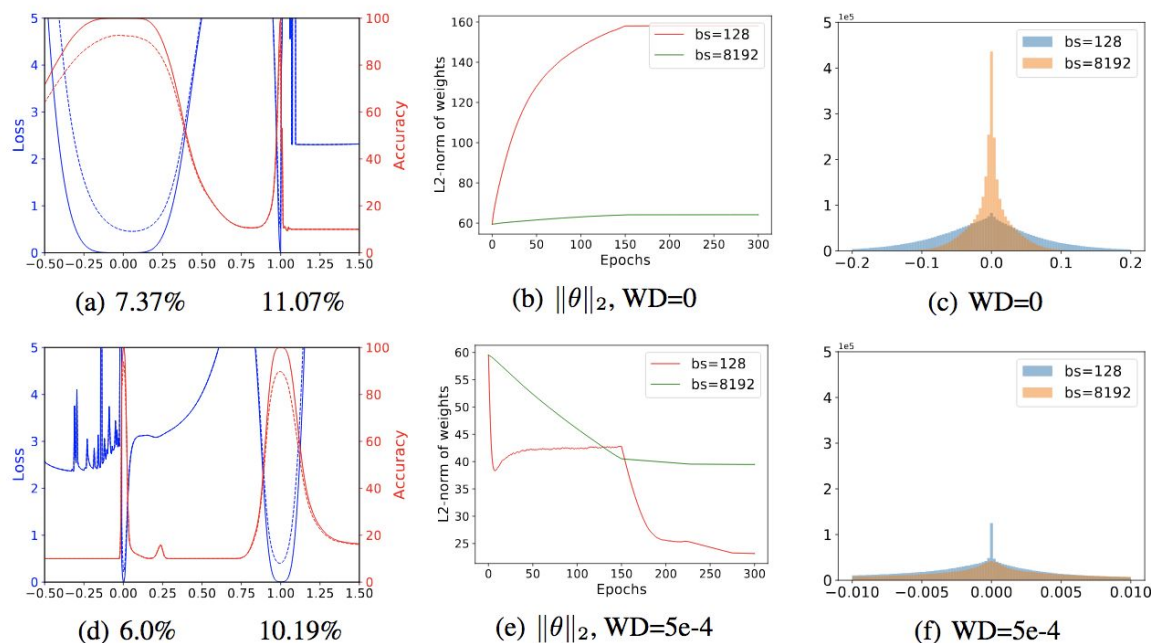 5
4
3
2
1
0
Loss
100
80
60
40
20
0
Accuracy
−0.50 −0.25 0.00 0.25 0.50 0.75 1.00 1.25 1.50
(a) 7.37% 11.07%
160
140
120
100
80
60
L2-norm of weights
bs=128
bs=8192
0 50 100 150 200 250 300
Epochs
(b) ‖θ‖₂, WD=0
1e5
5
4
3
2
1
0
bs=128
bs=8192
−0.2 −0.1 0.0 0.1 0.2
(c) WD=0
5
4
3
2
1
0
Loss
100
80
60
40
20
0
Accuracy
−0.50 −0.25 0.00 0.25 0.50 0.75 1.00 1.25 1.50
(d) 6.0% 10.19%
60
55
50
45
40
35
30
25
L2-norm of weights
bs=128
bs=8192
0 50 100 150 200 250 300
Epochs
(e) ‖θ‖₂, WD=5e-4
1e5
5
4
3
2
1
0
bs=128
bs=8192
−0.010 −0.005 0.000 0.005 0.010
(f) WD=5e-4